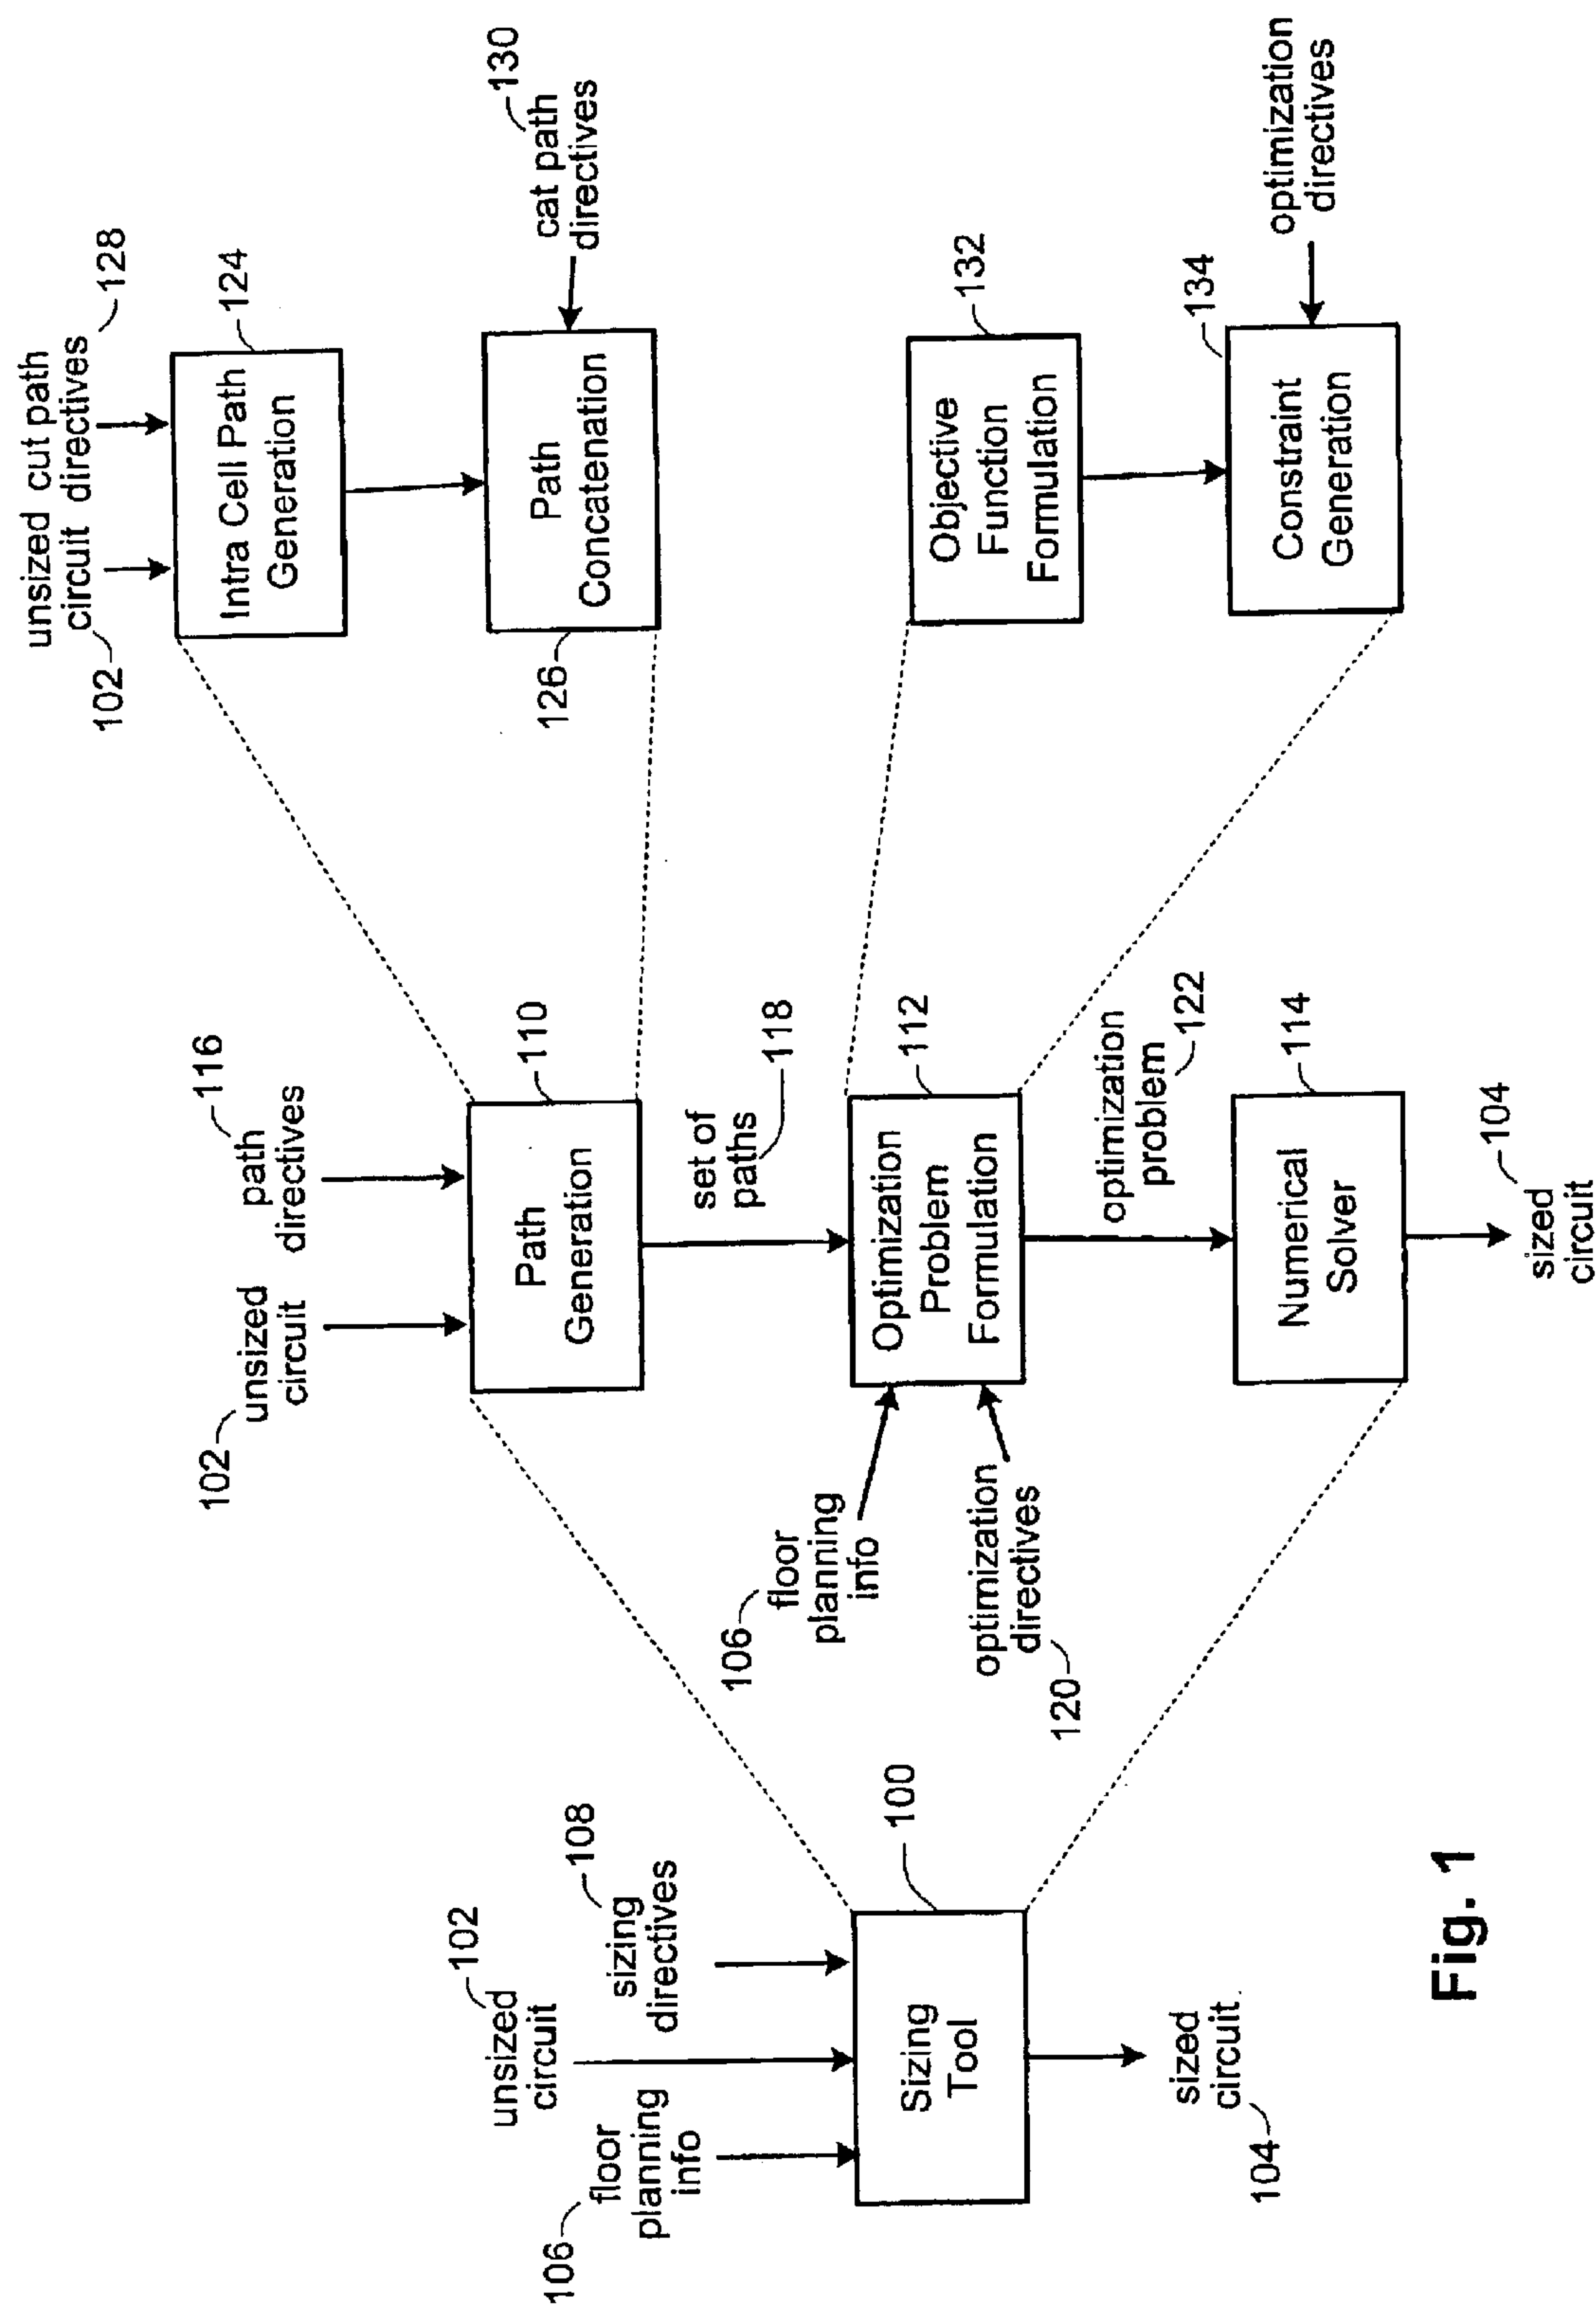 106
floor
planning
info
102
unsized
circuit
108
sizing
directives
100
Sizing
Tool
sized
circuit
104
102
unsized
circuit
116
path
directives
110
Path
Generation
set of
paths
118
106
floor
planning
info
optimization
directives
120
112
Optimization
Problem
Formulation
optimization
problem
122
114
Numerical
Solver
104
sized
circuit
unsized
circuit
102
cut path
directives
128
124
Intra Cell Path
Generation
130
cat path
directives
Path
Concatenation
126
132
Objective
Function
Formulation
134
optimization
directives
Constraint
Generation
Fig. 1